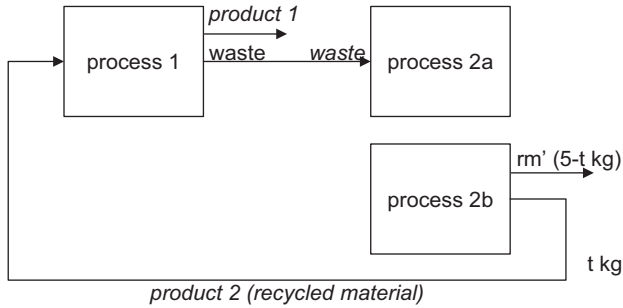 product 1
process 1
waste
waste
process 2a
rm' (5-t kg)
process 2b
t kg
product 2 (recycled material)